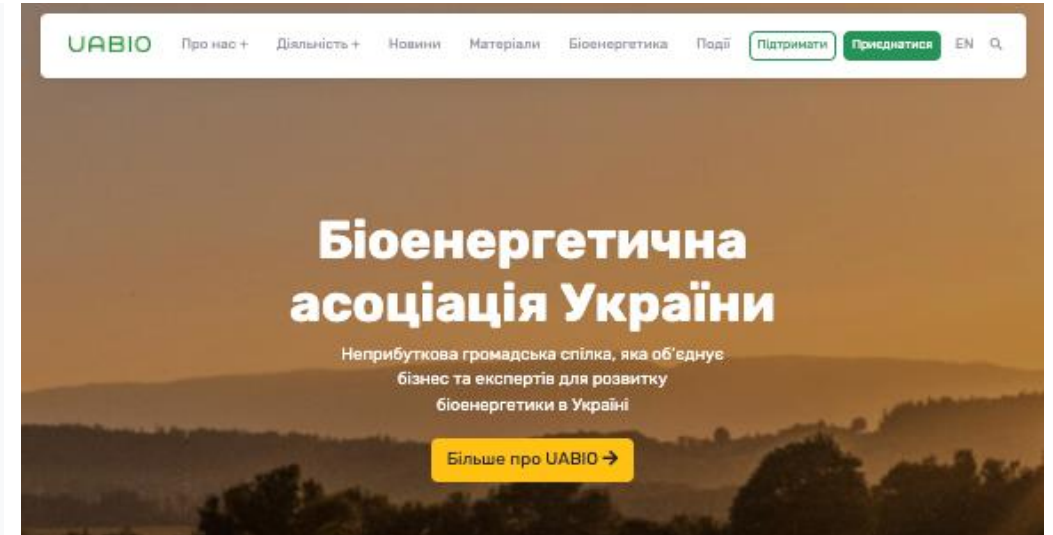 UABIO Про нас + Діяльність + Новини Матеріали Біоенергетика Події Підтримати Приєднатися EN
Біоенергетична
асоціація України
Неприбуткова громадська спілка, яка об'єднує
бізнес та експертів для розвитку
біоенергетики в Україні
Більше про UABIO →